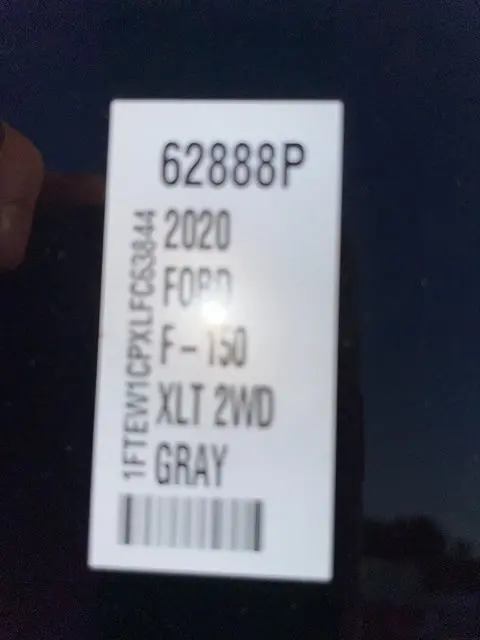 62888P
2020
FORD
F-150
XLT 2WD
GRAY
1FTEW1CPXLFC63844